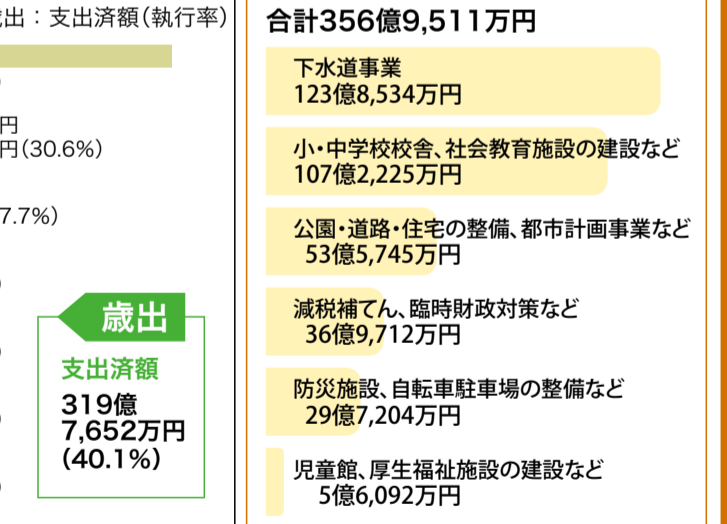 歳出：支出済額（執行率）
円
円（30.6%）
7.7%）
歳出
支出済額
319億
7,652万円
（40.1%）
合計356億9,511万円
下水道事業
123億8,534万円
小・中学校校舎、社会教育施設の建設など
107億2,225万円
公園・道路・住宅の整備、都市計画事業など
53億5,745万円
減税補てん、臨時財政対策など
36億9,712万円
防災施設、自転車駐車場の整備など
29億7,204万円
児童館、厚生福祉施設の建設など
5億6,092万円